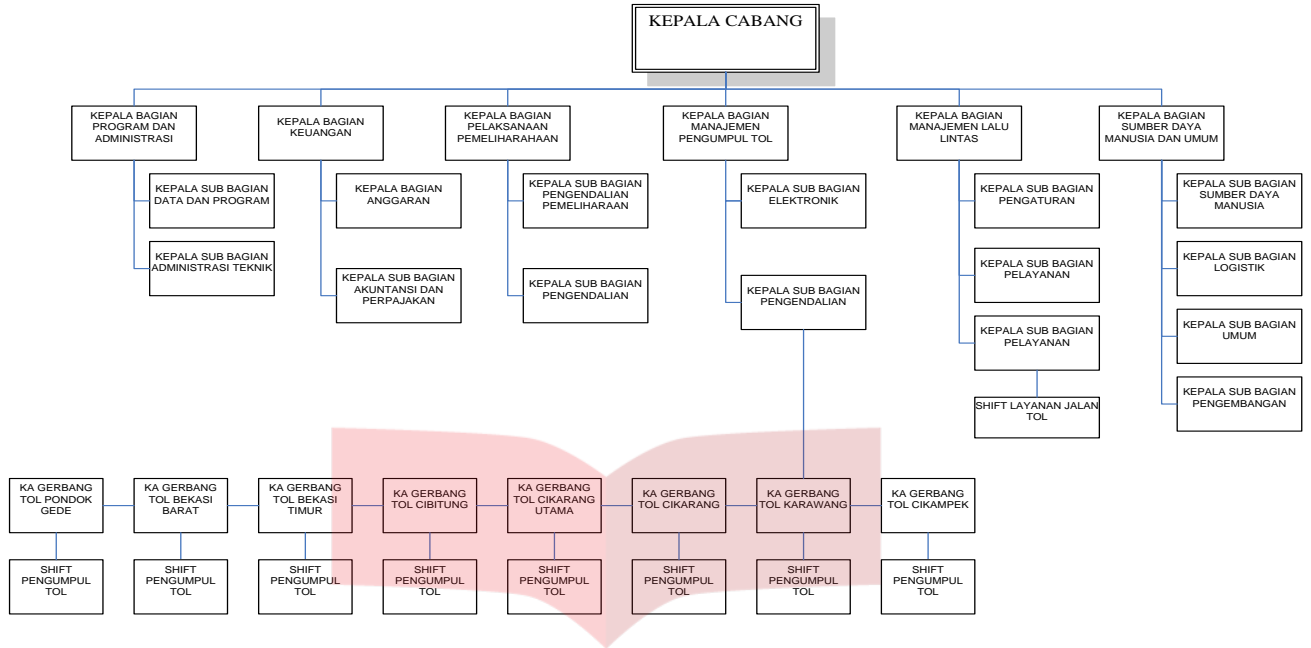 KEPALA CABANG
KEPALA BAGIAN
PROGRAM DAN
ADMINISTRASI
KEPALA BAGIAN
KEUANGAN
KEPALA BAGIAN
PELAKSANAAN
PEMELIHARAHAAN
KEPALA BAGIAN
MANAJEMEN
PENGUMPUL TOL
KEPALA BAGIAN
MANAJEMEN LALU
LINTAS
KEPALA BAGIAN
SUMBER DAYA
MANUSIA DAN UMUM
KEPALA SUB BAGIAN
DATA DAN PROGRAM
KEPALA BAGIAN
ANGGARAN
KEPALA SUB BAGIAN
PENGENDALIAN
PEMELIHARAAN
KEPALA SUB BAGIAN
ELEKTRONIK
KEPALA SUB BAGIAN
PENGATURAN
KEPALA SUB BAGIAN
SUMBER DAYA
MANUSIA
KEPALA SUB BAGIAN
ADMINISTRASI TEKNIK
KEPALA SUB BAGIAN
AKUNTANSI DAN
PERPAJAKAN
KEPALA SUB BAGIAN
PENGENDALIAN
KEPALA SUB BAGIAN
PENGENDALIAN
KEPALA SUB BAGIAN
PELAYANAN
KEPALA SUB BAGIAN
LOGISTIK
KEPALA SUB BAGIAN
PELAYANAN
KEPALA SUB BAGIAN
UMUM
SHIFT LAYANAN JALAN
TOL
KEPALA SUB BAGIAN
PENGEMBANGAN
KA GERBANG
TOL PONDOK
GEDE
KA GERBANG
TOL BEKASI
BARAT
KA GERBANG
TOL BEKASI
TIMUR
KA GERBANG
TOL CIBITUNG
KA GERBANG
TOL CIKARANG
UTAMA
KA GERBANG
TOL CIKARANG
KA GERBANG
TOL KARAWANG
KA GERBANG
TOL CIKAMPEK
SHIFT
PENGUMPUL
TOL
SHIFT
PENGUMPUL
TOL
SHIFT
PENGUMPUL
TOL
SHIFT
PENGUMPUL
TOL
SHIFT
PENGUMPUL
TOL
SHIFT
PENGUMPUL
TOL
SHIFT
PENGUMPUL
TOL
SHIFT
PENGUMPUL
TOL